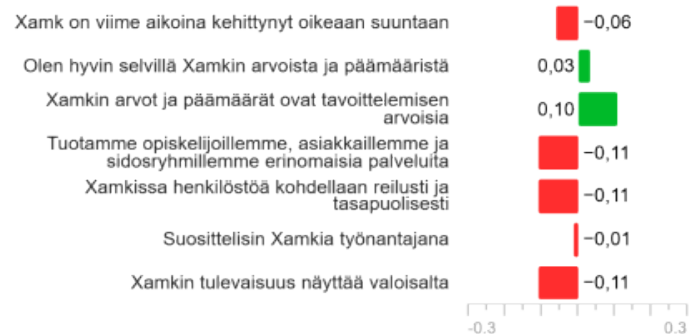 Xamk on viime aikoina kehittynyt oikeaan suuntaan −0,06
Olen hyvin selvillä Xamkin arvoista ja päämääristä 0,03
Xamkin arvot ja päämäärät ovat tavoittelemisen
arvoisia 0,10
Tuotamme opiskelijoillemme, asiakkaillemme ja
sidosryhmillemme erinomaisia palveluita −0,11
Xamkissa henkilöstöä kohdellaan reilusti ja
tasapuolisesti −0,11
Suosittelisin Xamkia työnantajana −0,01
Xamkin tulevaisuus näyttää valoisalta −0,11
-0.3 0.3